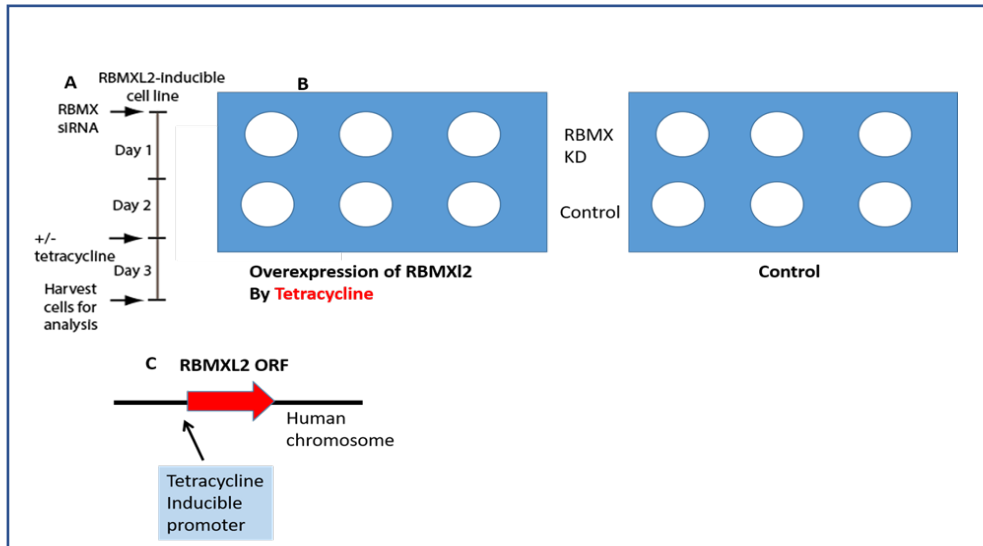 A
RBMXL2-inducible
cell line
RBMX
siRNA
Day 1
Day 2
+/-
tetracycline
Day 3
Harvest
cells for
analysis
B
RBMX
KD
Control
Overexpression of RBMXl2
By Tetracycline
Control
C RBMXL2 ORF
Human
chromosome
Tetracycline
Inducible
promoter